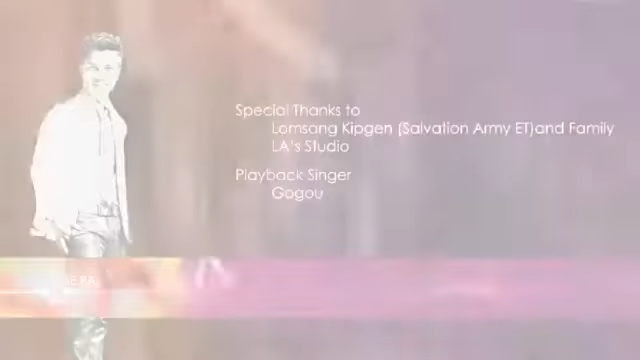 Special Thanks to
Lomsang Kipgen (Salvation Army ET)and Family
LA's Studio
Playback Singer
Gogou